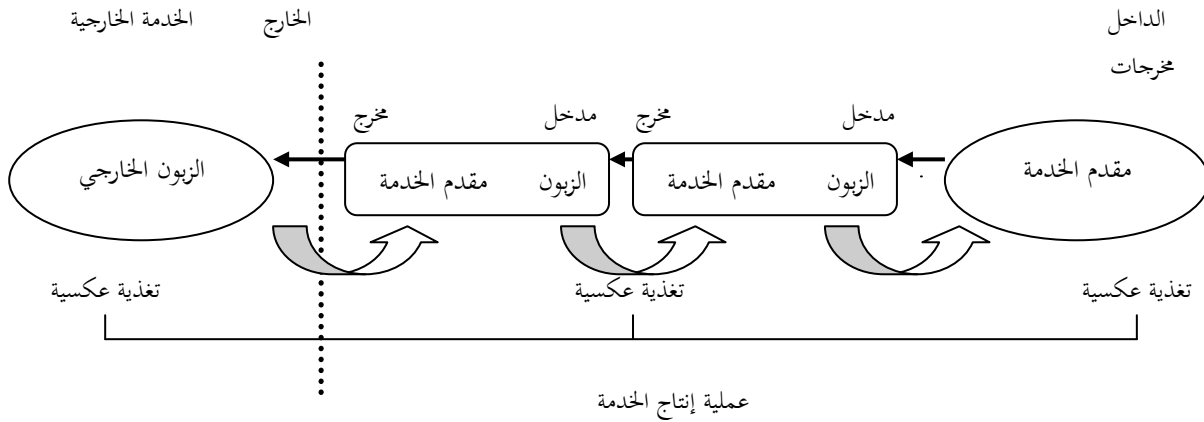 الداخل الخارج الخدمة الخارجية
مخرجات
مدخل مخرج مدخل مخرج
مقدم الخدمة الزبون مقدم الخدمة الزبون مقدم الخدمة الزبون الخارجي
تغذية عكسية تغذية عكسية تغذية عكسية
عملية إنتاج الخدمة